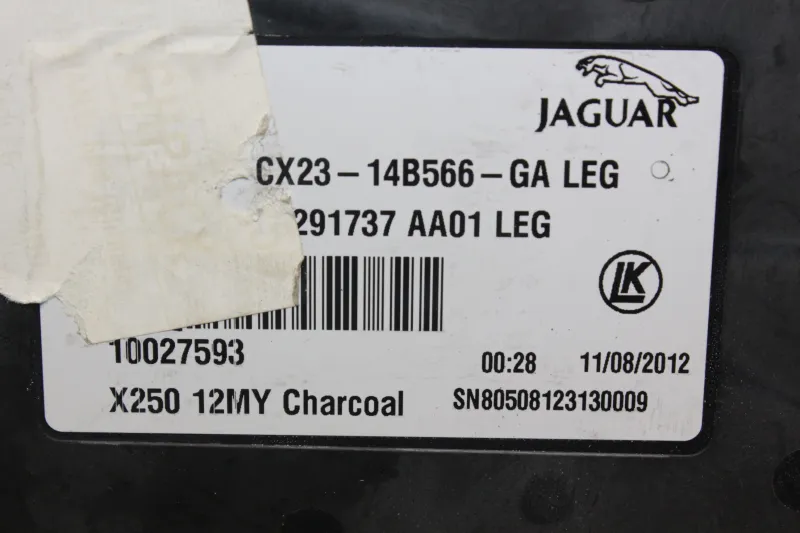 JAGUAR
CX23-14B566-GA LEG
291737 AA01 LEG
LK
10027593
00:28 11/08/2012
X250 12MY Charcoal
SN80508123130009